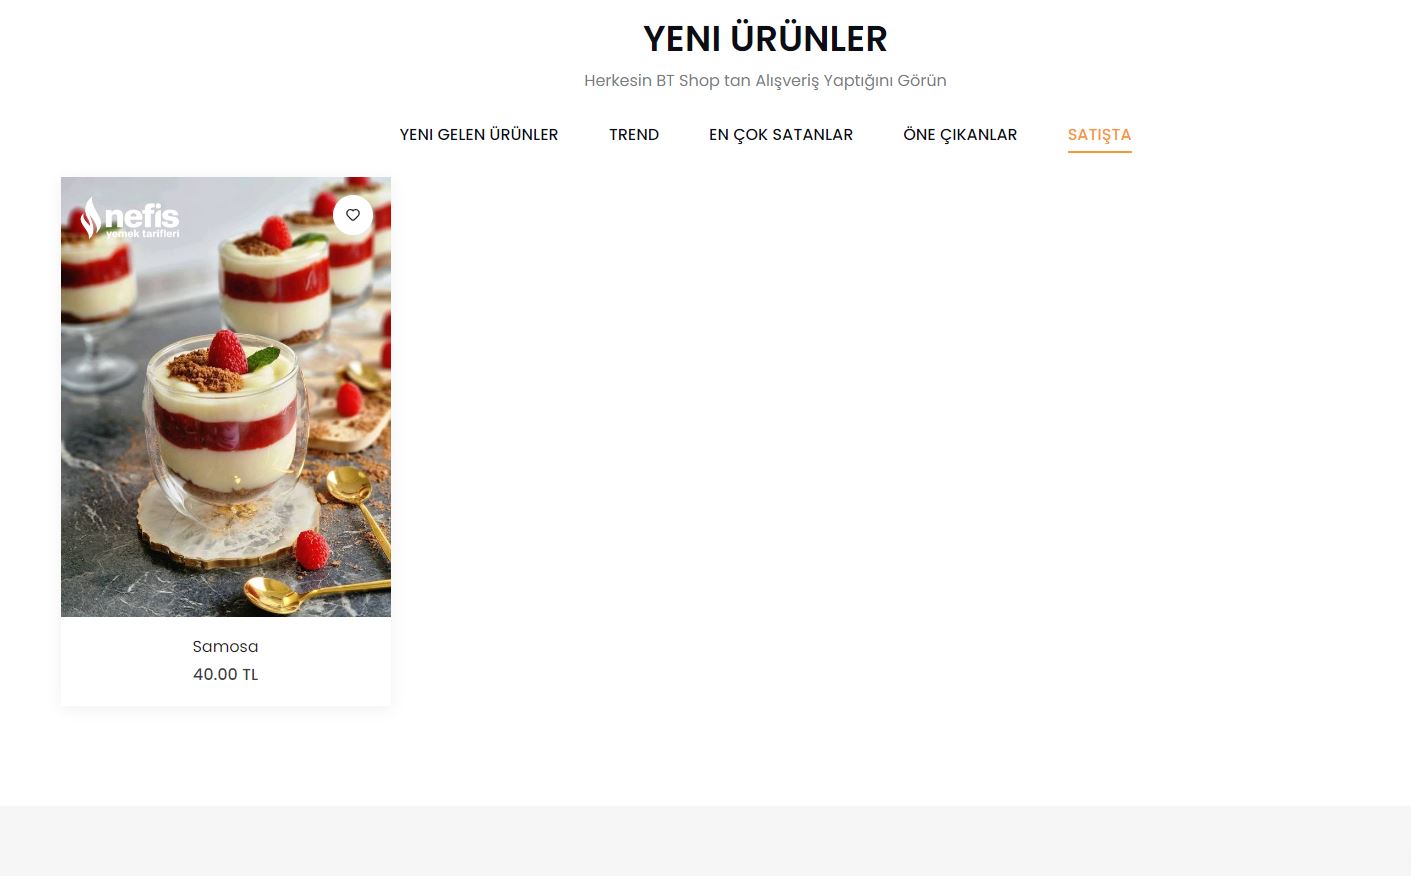 YENI ÜRÜNLER
Herkesin BT Shop tan Alışveriş Yaptığını Görün
YENI GELEN ÜRÜNLER TREND EN ÇOK SATANLAR ÖNE ÇIKANLAR SATIŞTA
nefis
yemek tarifleri
Samosa
40.00 TL